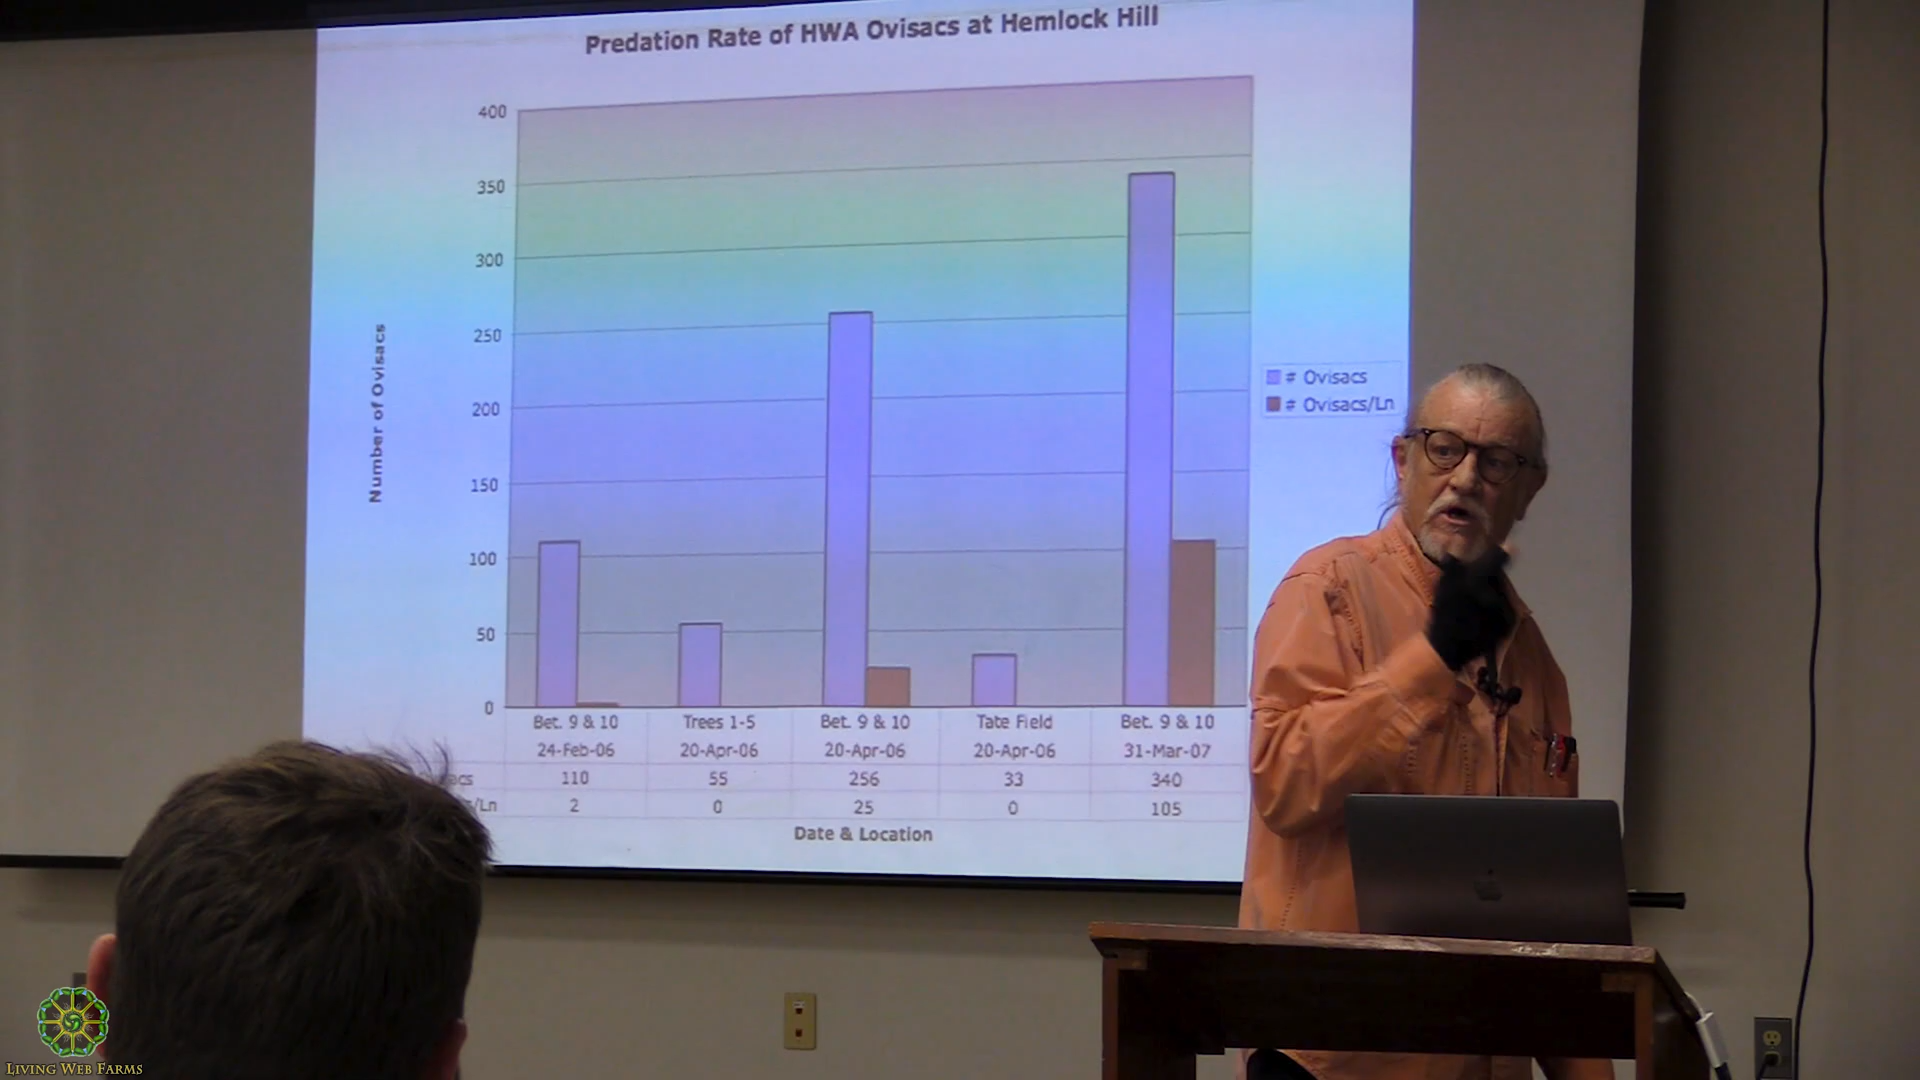 Predation Rate of HWA Ovisacs at Hemlock Hill
400
350
300
250
200
150
100
50
0
Number of Ovisacs
# Ovisacs
# Ovisacs/Ln
Bet. 9 & 10 Trees 1-5 Bet. 9 & 10 Tate Field Bet. 9 & 10
24-Feb-06 20-Apr-06 20-Apr-06 20-Apr-06 31-Mar-07
110 55 256 33 340
/Ln 2 0 25 0 105
Date & Location
LIVING WEB FARMS